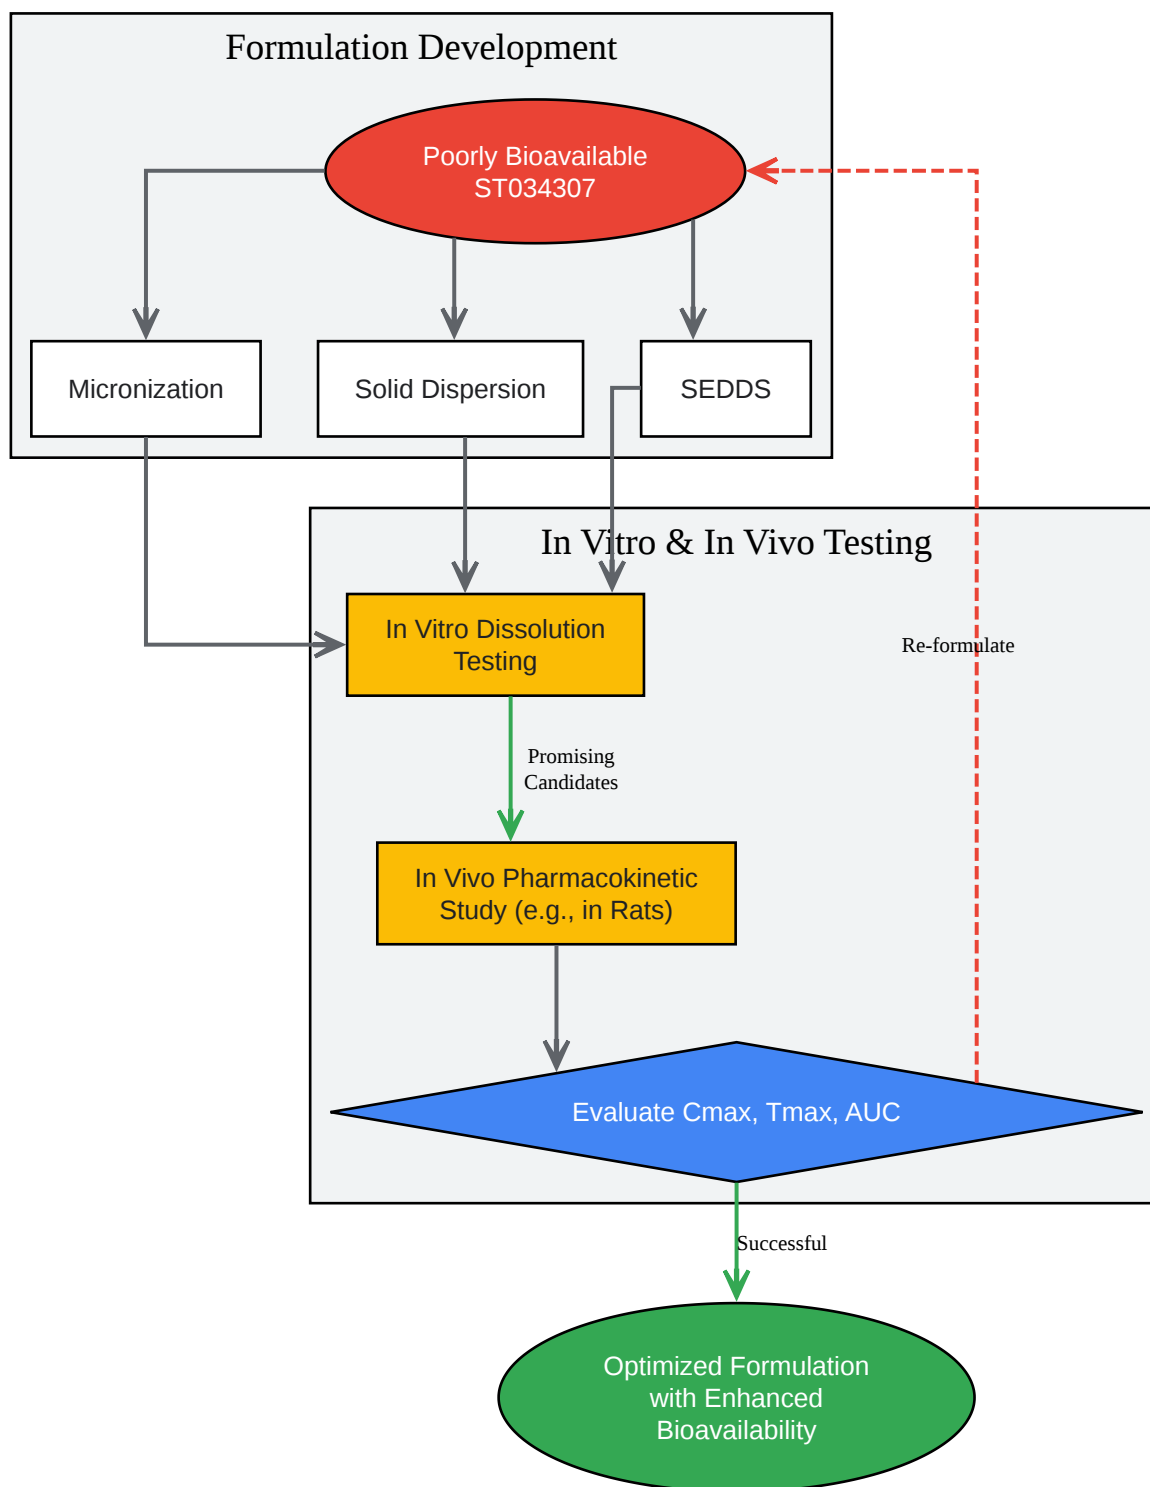 Formulation Development
Poorly Bioavailable
ST034307
Micronization
Solid Dispersion
SEDDS
In Vitro & In Vivo Testing
In Vitro Dissolution
Testing
Re-formulate
Promising
Candidates
In Vivo Pharmacokinetic
Study (e.g., in Rats)
Evaluate Cmax, Tmax, AUC
Successful
Optimized Formulation
with Enhanced
Bioavailability